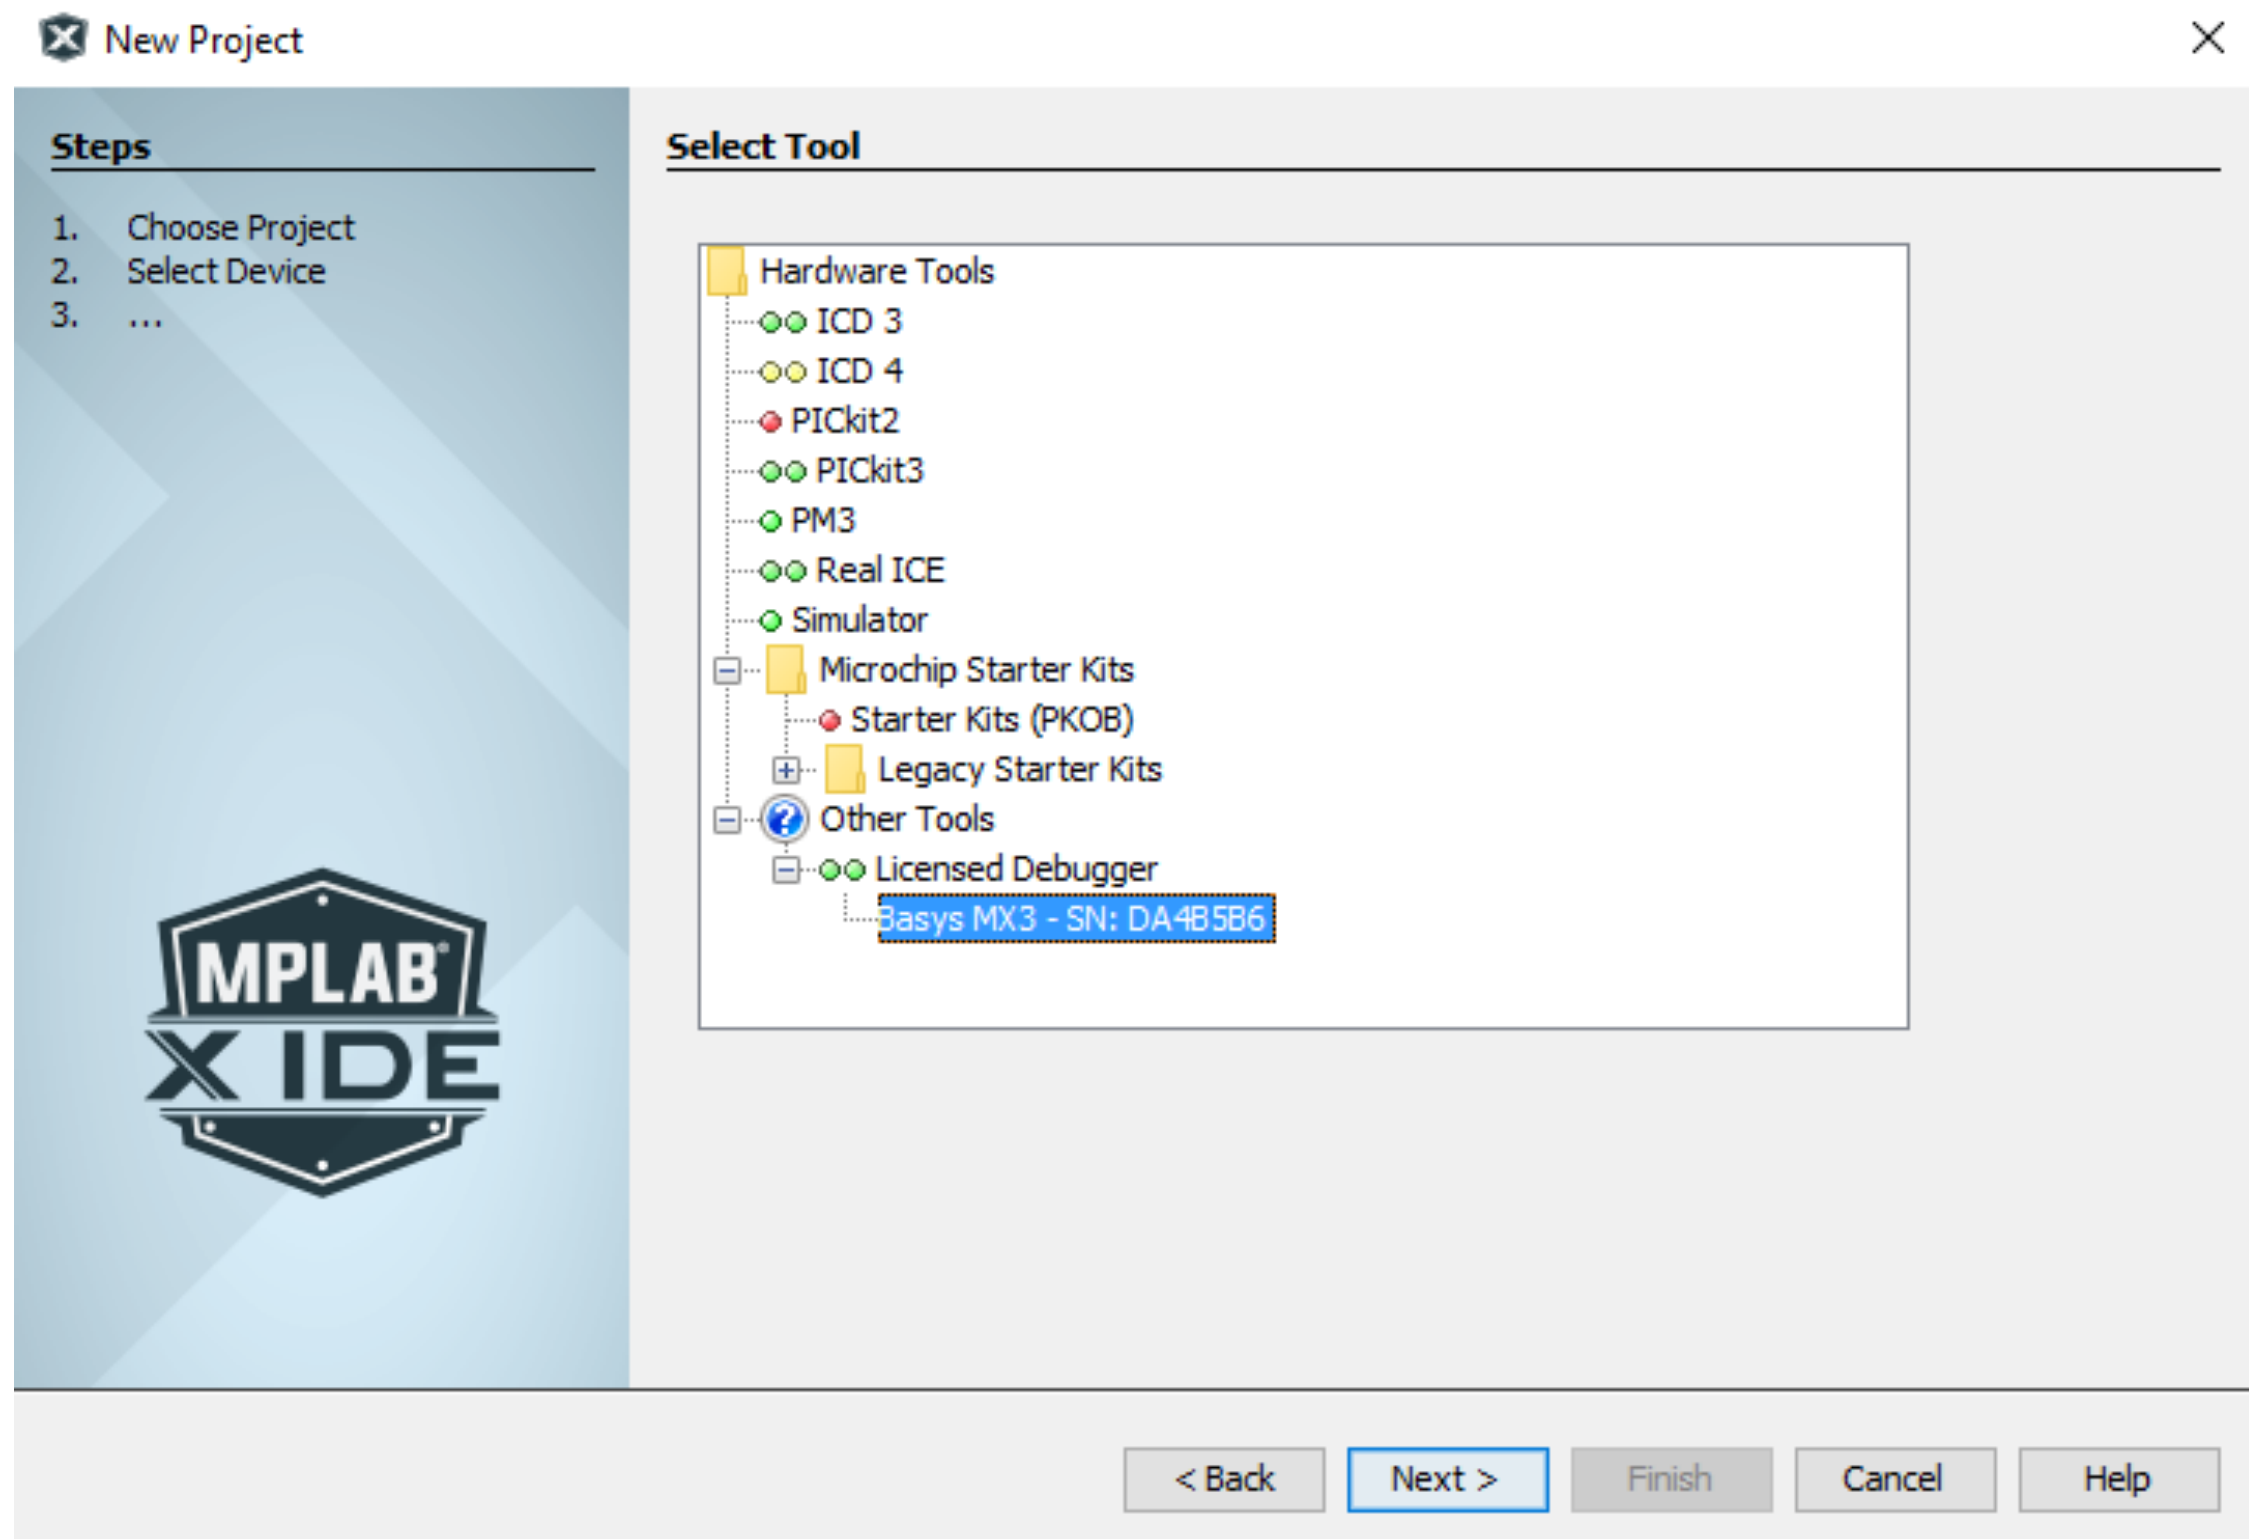 New Project
Steps
1. Choose Project
2. Select Device
3. ...
MPLAB®
X IDE
Select Tool
Hardware Tools
ICD 3
ICD 4
PICkit2
PICkit3
PM3
Real ICE
Simulator
Microchip Starter Kits
Starter Kits (PKOB)
Legacy Starter Kits
Other Tools
Licensed Debugger
Basys MX3 - SN: DA4B5B6
< Back
Next >
Finish
Cancel
Help